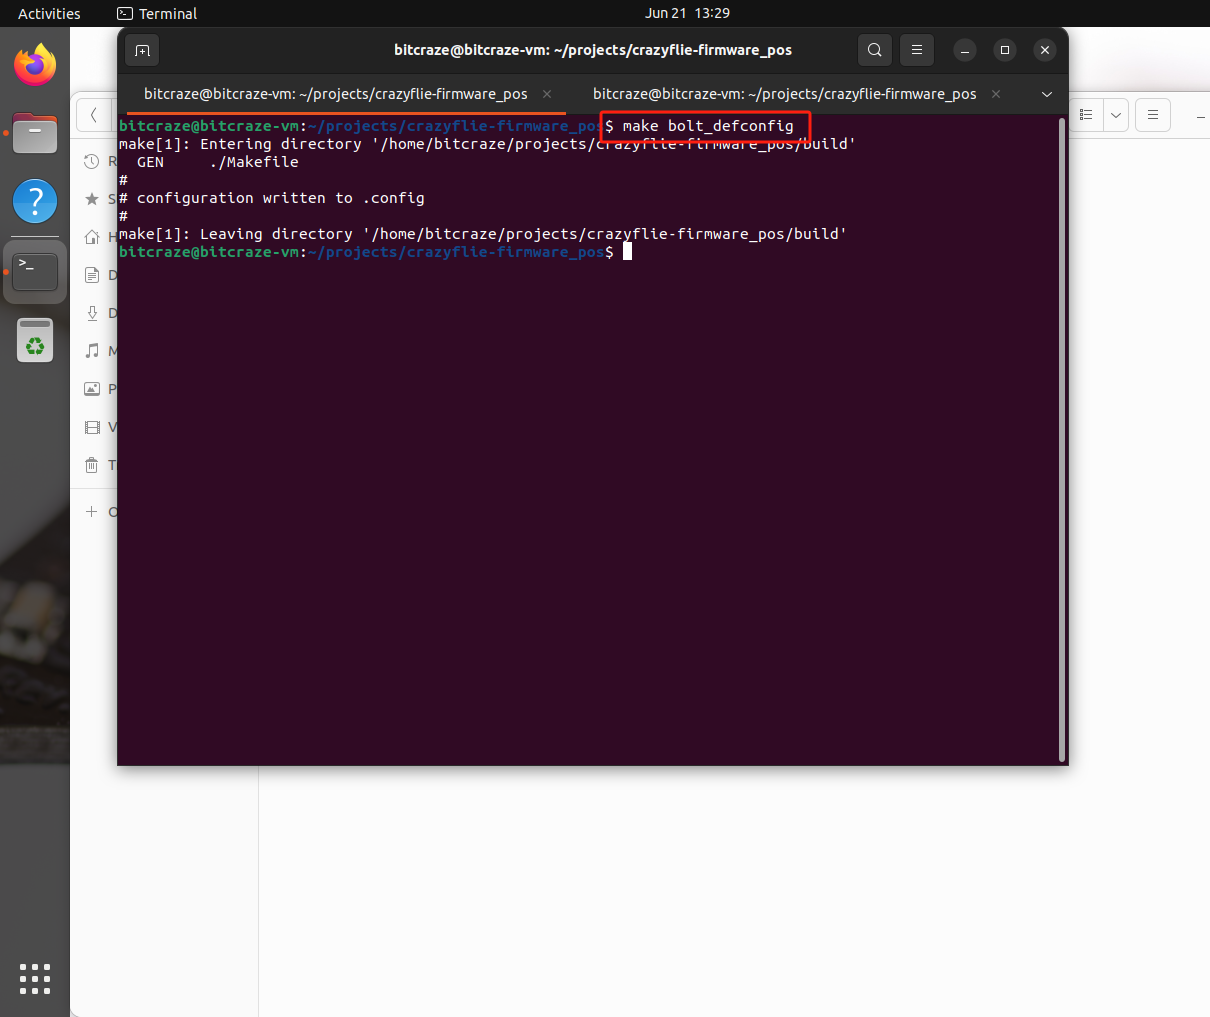 Activities
Terminal
Jun 21 13:29
bitcraze@bitcraze-vm: ~/projects/crazyflie-firmware_pos
bitcraze@bitcraze-vm: ~/projects/crazyflie-firmware_pos
bitcraze@bitcraze-vm: ~/projects/crazyflie-firmware_pos
bitcraze@bitcraze-vm:~/projects/crazyflie-firmware_pos$ make bolt_defconfig
make[1]: Entering directory '/home/bitcraze/projects/crazyflie-firmware_pos/build'
GEN ./Makefile
#
# configuration written to .config
#
make[1]: Leaving directory '/home/bitcraze/projects/crazyflie-firmware_pos/build'
bitcraze@bitcraze-vm:~/projects/crazyflie-firmware_pos$